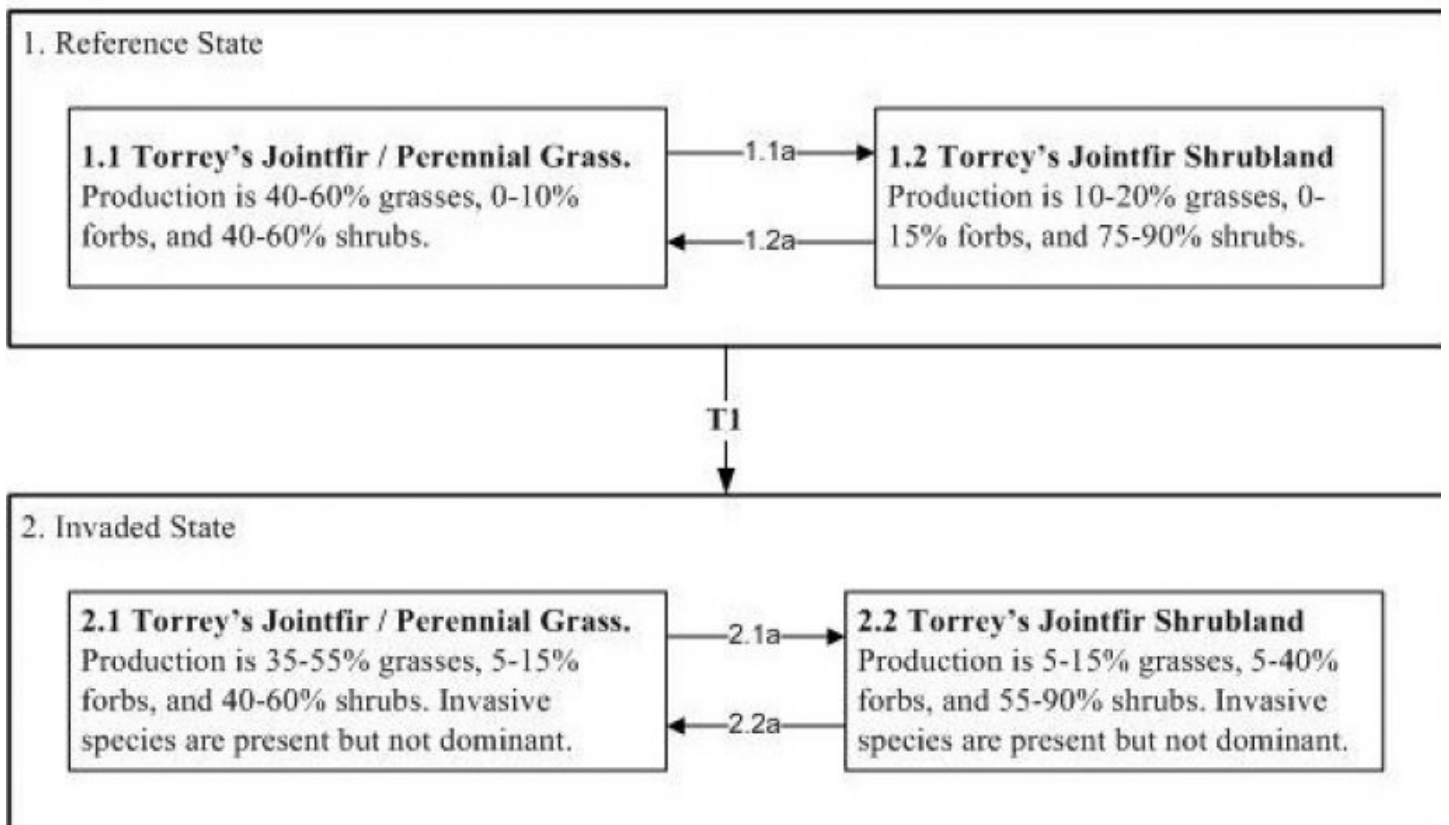 1. Reference State
1.1 Torrey's Jointfir / Perennial Grass.
Production is 40-60% grasses, 0-10%
forbs, and 40-60% shrubs.
1.1a
1.2a
1.2 Torrey's Jointfir Shrubland
Production is 10-20% grasses, 0-
15% forbs, and 75-90% shrubs.
T1
2. Invaded State
2.1 Torrey's Jointfir / Perennial Grass.
Production is 35-55% grasses, 5-15%
forbs, and 40-60% shrubs. Invasive
species are present but not dominant.
2.1a
2.2a
2.2 Torrey's Jointfir Shrubland
Production is 5-15% grasses, 5-40%
forbs, and 55-90% shrubs. Invasive
species are present but not dominant.